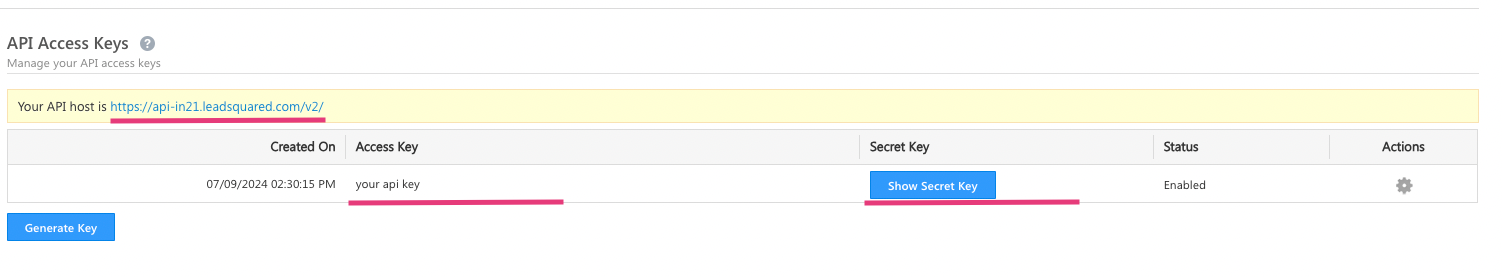 API Access Keys ?
Manage your API access keys
Your API host is https://api-in21.leadsquared.com/v2/
Created On Access Key Secret Key Status Actions
07/09/2024 02:30:15 PM your api key Show Secret Key Enabled
Generate Key